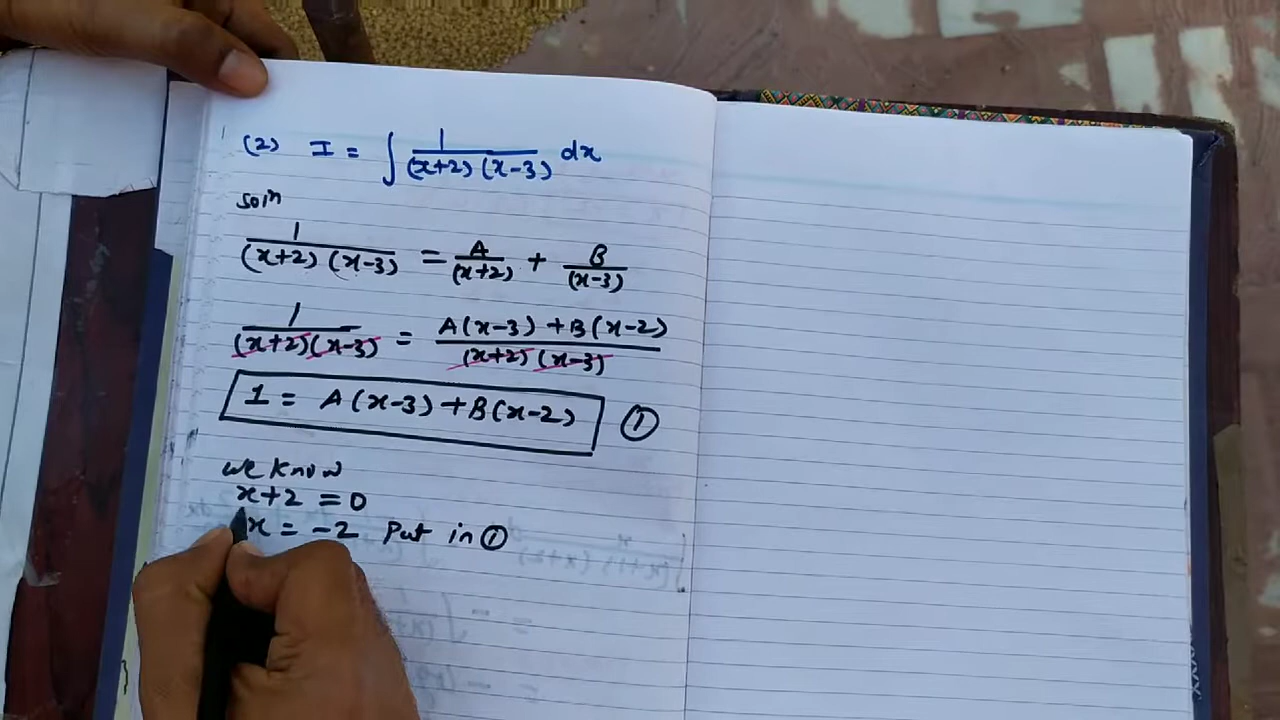 (2) I = ∫ 1/(x+2)(x-3) dx
soln
1/(x+2)(x-3) = A/(x+2) + B/(x-3)
1/(x+2)(x-3) = A(x-3)+B(x-2)/(x+2)(x-3)
1 = A(x-3)+B(x-2) ①
we know
x+2 = 0
x = -2 Put in ①